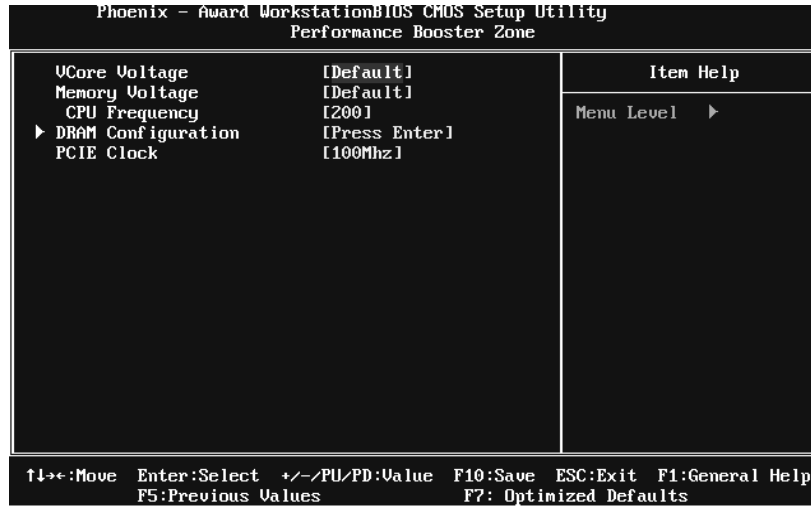 Phoenix – Award WorkstationBIOS CMOS Setup Utility
Performance Booster Zone
VCore Voltage [Default]
Memory Voltage [Default]
CPU Frequency [200]
▶ DRAM Configuration [Press Enter]
PCIE Clock [100Mhz]
Item Help
Menu Level ▶
↑↓→←:Move Enter:Select +/-/PU/PD:Value F10:Save ESC:Exit F1:General Help
F5:Previous Values F7: Optimized Defaults